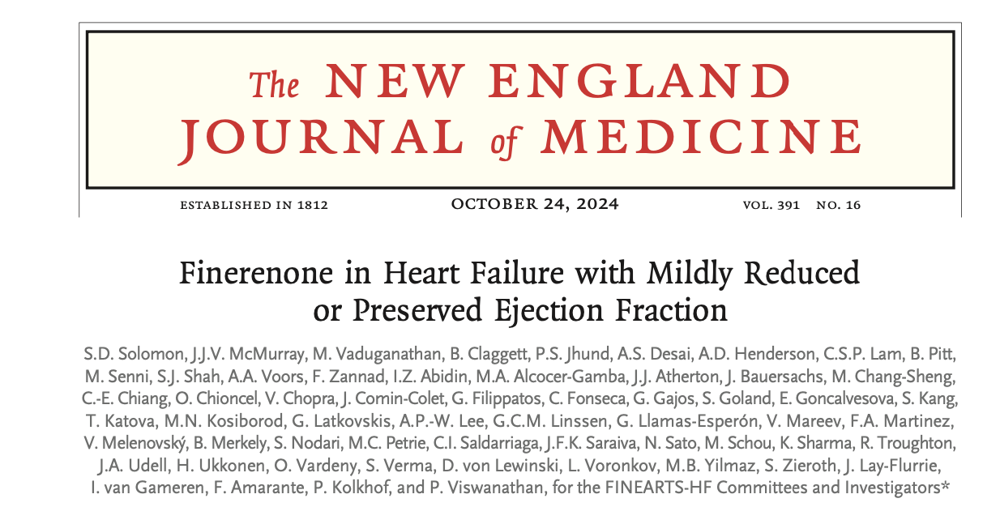 The NEW ENGLAND
JOURNAL of MEDICINE
ESTABLISHED IN 1812 OCTOBER 24, 2024 VOL. 391 NO. 16
Finerenone in Heart Failure with Mildly Reduced
or Preserved Ejection Fraction
S.D. Solomon, J.J.V. McMurray, M. Vaduganathan, B. Claggett, P.S. Jhund, A.S. Desai, A.D. Henderson, C.S.P. Lam, B. Pitt,
M. Senni, S.J. Shah, A.A. Voors, F. Zannad, I.Z. Abidin, M.A. Alcocer-Gamba, J.J. Atherton, J. Bauersachs, M. Chang-Sheng,
C.-E. Chiang, O. Chioncel, V. Chopra, J. Comin-Colet, G. Filippatos, C. Fonseca, G. Gajos, S. Goland, E. Goncalvesova, S. Kang,
T. Katova, M.N. Kosiborod, G. Latkovskis, A.P.-W. Lee, G.C.M. Linssen, G. Llamas-Esperón, V. Mareev, F.A. Martinez,
V. Melenovský, B. Merkely, S. Nodari, M.C. Petrie, C.I. Saldarriaga, J.F.K. Saraiva, N. Sato, M. Schou, K. Sharma, R. Troughton,
J.A. Udell, H. Ukkonen, O. Vardeny, S. Verma, D. von Lewinski, L. Voronkov, M.B. Yilmaz, S. Zieroth, J. Lay-Flurrie,
I. van Gameren, F. Amarante, P. Kolkhof, and P. Viswanathan, for the FINEARTS-HF Committees and Investigators*